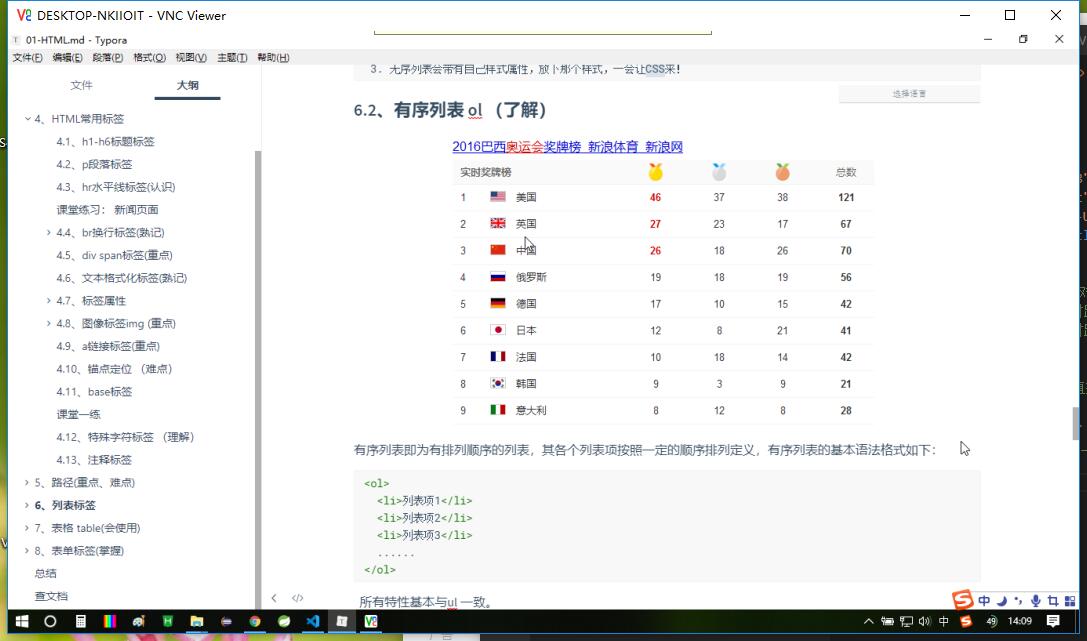 DESKTOP-NKIIOIT - VNC Viewer
01-HTML.md - Typora
文件(F) 编辑(E) 段落(P) 格式(O) 视图(V) 主题(T) 帮助(H)
文件 大纲
4、HTML常用标签
4.1、h1-h6标题标签
4.2、p段落标签
4.3、hr水平线标签(认识)
课堂练习： 新闻页面
4.4、br换行标签(熟记)
4.5、div span标签(重点)
4.6、文本格式化标签(熟记)
4.7、标签属性
4.8、图像标签img (重点)
4.9、a链接标签(重点)
4.10、锚点定位 （难点）
4.11、base标签
课堂一练
4.12、特殊字符标签 （理解）
4.13、注释标签
5、路径(重点、难点)
6、列表标签
7、表格 table(会使用)
8、表单标签(掌握)
总结
查文档
3. 无序列表会带有自己样式属性，放下那个样式，一会让CSS来！
选择语言
6.2、有序列表 ol （了解）
2016巴西奥运会奖牌榜_新浪体育_新浪网
实时奖牌榜 总数
1 美国 46 37 38 121
2 英国 27 23 17 67
3 中国 26 18 26 70
4 俄罗斯 19 18 19 56
5 德国 17 10 15 42
6 日本 12 8 21 41
7 法国 10 18 14 42
8 韩国 9 3 9 21
9 意大利 8 12 8 28
有序列表即为有排列顺序的列表，其各个列表项按照一定的顺序排列定义，有序列表的基本语法格式如下：
<ol>
<li>列表项1</li>
<li>列表项2</li>
<li>列表项3</li>
......
</ol>
所有特性基本与ul 一致。
</>
中
中 14:09